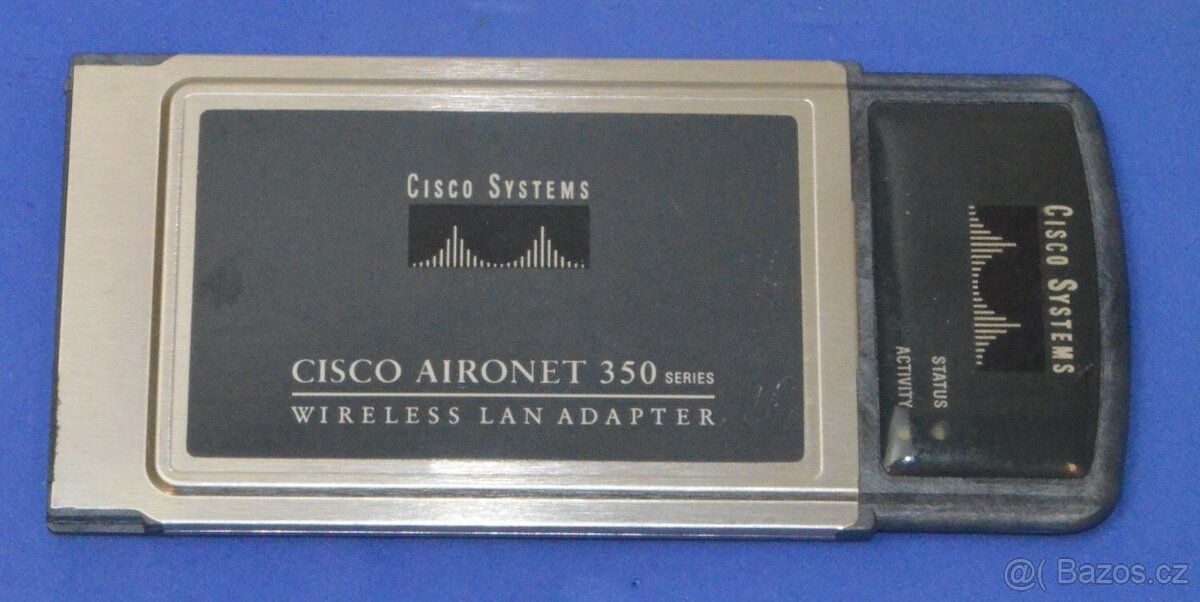 CISCO SYSTEMS
CISCO AIRONET 350 SERIES
WIRELESS LAN ADAPTER
CISCO SYSTEMS
STATUS
ACTIVITY
@( Bazos.cz